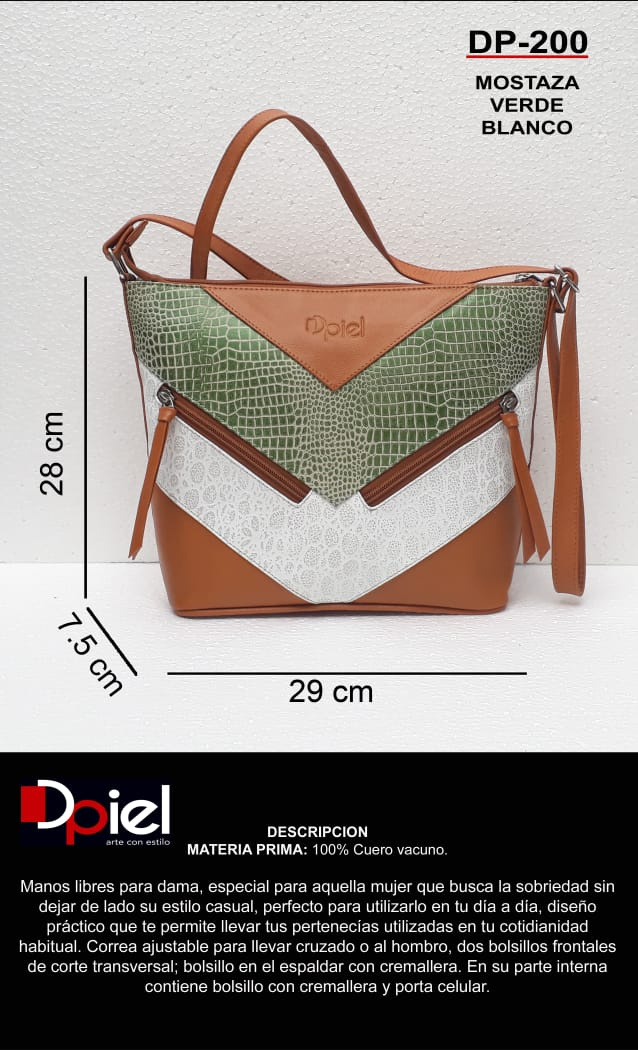 DP-200
MOSTAZA
VERDE
BLANCO
Dpiel
28 cm
7.5 cm
29 cm
Dpiel
arte con estilo
DESCRIPCION
MATERIA PRIMA: 100% Cuero vacuno.
Manos libres para dama, especial para aquella mujer que busca la sobriedad sin
dejar de lado su estilo casual, perfecto para utilizarlo en tu día a día, diseño
práctico que te permite llevar tus pertenecías utilizadas en tu cotidianidad
habitual. Correa ajustable para llevar cruzado o al hombro, dos bolsillos frontales
de corte transversal; bolsillo en el espaldar con cremallera. En su parte interna
contiene bolsillo con cremallera y porta celular.